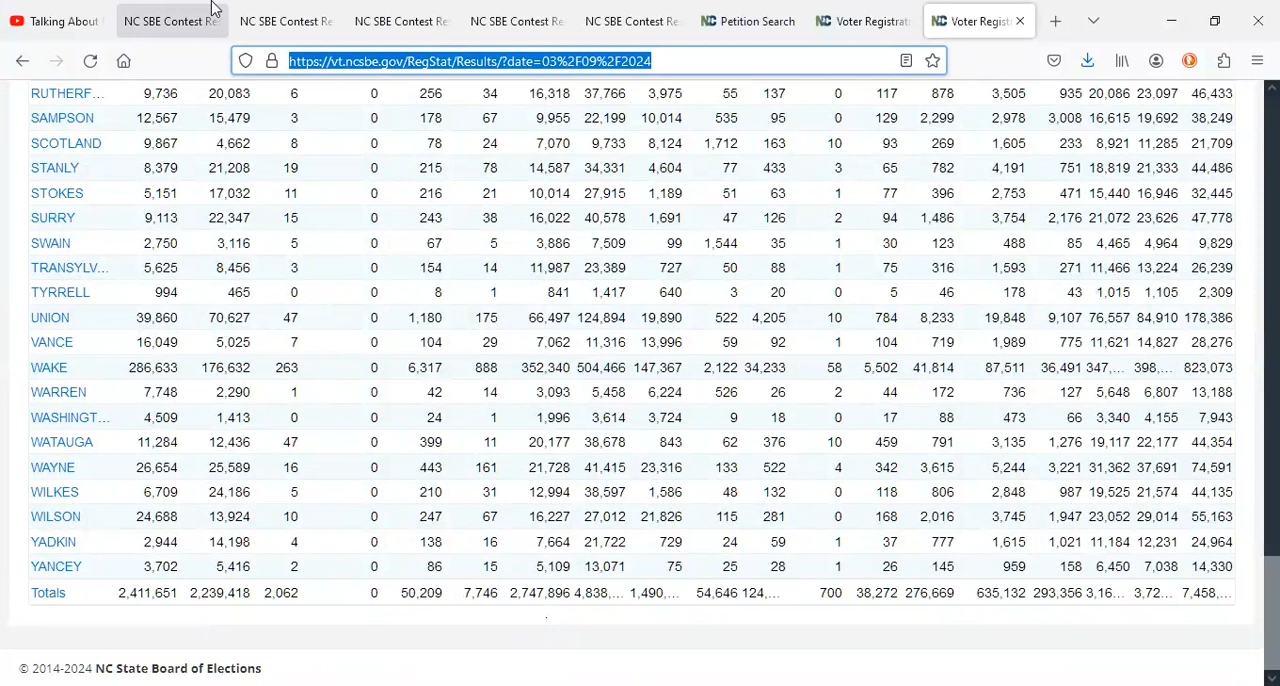 Talking About
NC SBE Contest Re
NC SBE Contest Re
NC SBE Contest Re
NC SBE Contest Re
NC SBE Contest Re
NC Petition Search
NC Voter Registrat
NC Voter Regist
https://vt.ncsbe.gov/RegStat/Results/?date=03%2F09%2F2024
RUTHERF... 9,736 20,083 6 0 256 34 16,318 37,766 3,975 55 137 0 117 878 3,505 935 20,086 23,097 46,433
SAMPSON 12,567 15,479 3 0 178 67 9,955 22,199 10,014 535 95 0 129 2,299 2,978 3,008 16,615 19,692 38,249
SCOTLAND 9,867 4,662 8 0 78 24 7,070 9,733 8,124 1,712 163 10 93 269 1,605 233 8,921 11,285 21,709
STANLY 8,379 21,208 19 0 215 78 14,587 34,331 4,604 77 433 3 65 782 4,191 751 18,819 21,333 44,486
STOKES 5,151 17,032 11 0 216 21 10,014 27,915 1,189 51 63 1 77 396 2,753 471 15,440 16,946 32,445
SURRY 9,113 22,347 15 0 243 38 16,022 40,578 1,691 47 126 2 94 1,486 3,754 2,176 21,072 23,626 47,778
SWAIN 2,750 3,116 5 0 67 5 3,886 7,509 99 1,544 35 1 30 123 488 85 4,465 4,964 9,829
TRANSYLV... 5,625 8,456 3 0 154 14 11,987 23,389 727 50 88 1 75 316 1,593 271 11,466 13,224 26,239
TYRRELL 994 465 0 0 8 1 841 1,417 640 3 20 0 5 46 178 43 1,015 1,105 2,309
UNION 39,860 70,627 47 0 1,180 175 66,497 124,894 19,890 522 4,205 10 784 8,233 19,848 9,107 76,557 84,910 178,386
VANCE 16,049 5,025 7 0 104 29 7,062 11,316 13,996 59 92 1 104 719 1,989 775 11,621 14,827 28,276
WAKE 286,633 176,632 263 0 6,317 888 352,340 504,466 147,367 2,122 34,233 58 5,502 41,814 87,511 36,491 347,... 398,... 823,073
WARREN 7,748 2,290 1 0 42 14 3,093 5,458 6,224 526 26 2 44 172 736 127 5,648 6,807 13,188
WASHINGT... 4,509 1,413 0 0 24 1 1,996 3,614 3,724 9 18 0 17 88 473 66 3,340 4,155 7,943
WATAUGA 11,284 12,436 47 0 399 11 20,177 38,678 843 62 376 10 459 791 3,135 1,276 19,117 22,177 44,354
WAYNE 26,654 25,589 16 0 443 161 21,728 41,415 23,316 133 522 4 342 3,615 5,244 3,221 31,362 37,691 74,591
WILKES 6,709 24,186 5 0 210 31 12,994 38,597 1,586 48 132 0 118 806 2,848 987 19,525 21,574 44,135
WILSON 24,688 13,924 10 0 247 67 16,227 27,012 21,826 115 281 0 168 2,016 3,745 1,947 23,052 29,014 55,163
YADKIN 2,944 14,198 4 0 138 16 7,664 21,722 729 24 59 1 37 777 1,615 1,021 11,184 12,231 24,964
YANCEY 3,702 5,416 2 0 86 15 5,109 13,071 75 25 28 1 26 145 959 158 6,450 7,038 14,330
Totals 2,411,651 2,239,418 2,062 0 50,209 7,746 2,747,896 4,838,... 1,490,... 54,646 124,... 700 38,272 276,669 635,132 293,356 3,16... 3,72... 7,458,...
© 2014-2024 NC State Board of Elections